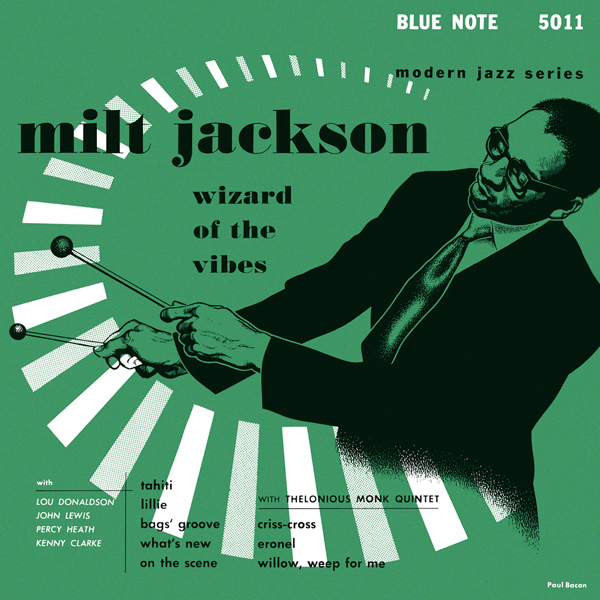 BLUE NOTE 5011
modern jazz series
milt jackson
wizard
of the
vibes
with
LOU DONALDSON
JOHN LEWIS
PERCY HEATH
KENNY CLARKE
tahiti
lillie
bags' groove
what's new
on the scene
WITH THELONIOUS MONK QUINTET
criss-cross
eronel
willow, weep for me
Paul Bacon